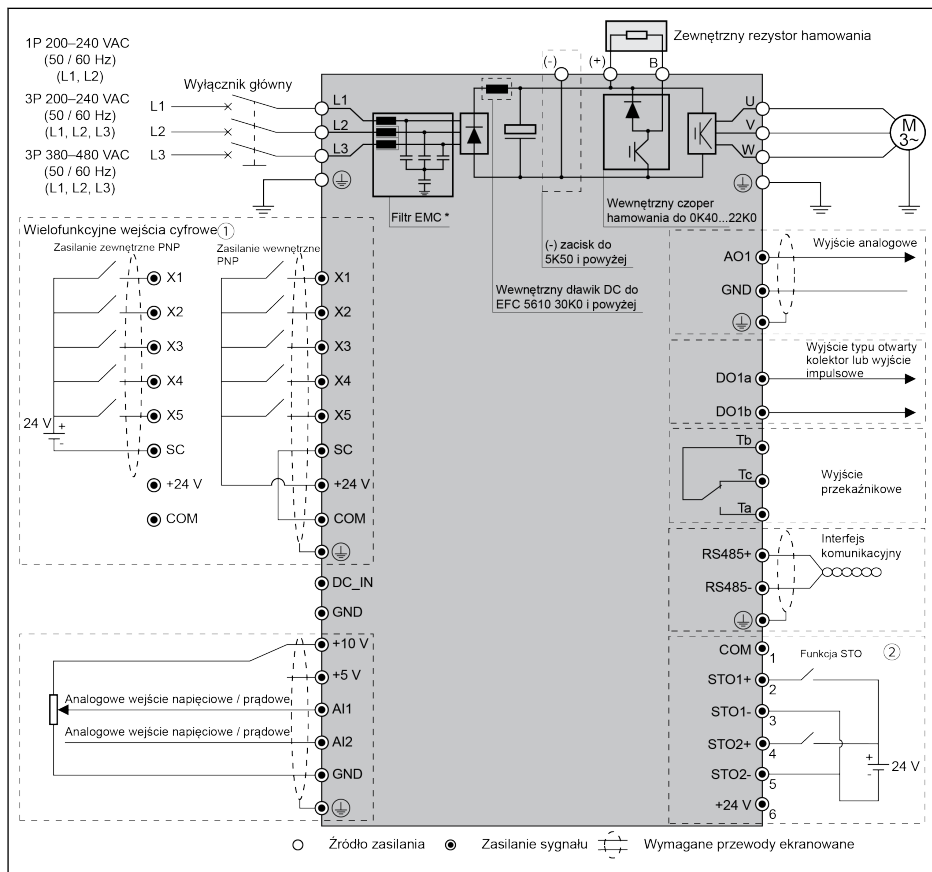 1P 200–240 VAC
(50 / 60 Hz)
(L1, L2)
3P 200–240 VAC
(50 / 60 Hz)
(L1, L2, L3)
3P 380–480 VAC
(50 / 60 Hz)
(L1, L2, L3)
Wyłącznik główny
L1
L2
L3
L1
L2
L3
Filtr EMC *
(-)
(+)
B
Zewnętrzny rezystor hamowania
U
V
W
M
3~
Wewnętrzny czoper
hamowania do 0K40...22K0
(-) zacisk do
5K50 i powyżej
Wewnętrzny dławik DC do
EFC 5610 30K0 i powyżej
Wielofunkcyjne wejścia cyfrowe ①
Zasilanie zewnętrzne PNP
Zasilanie wewnętrzne
PNP
X1
X2
X3
X4
X5
SC
+24 V
COM
24 V
+
-
X1
X2
X3
X4
X5
SC
+24 V
COM
DC_IN
GND
+10 V
+5 V
Analogowe wejście napięciowe / prądowe
AI1
Analogowe wejście napięciowe / prądowe
AI2
GND
AO1
Wyjście analogowe
GND
Wyjście typu otwarty
kolektor lub wyjście
impulsowe
DO1a
DO1b
Tb
Tc
Ta
Wyjście
przekaźnikowe
RS485+
RS485-
Interfejs
komunikacyjny
COM
1
Funkcja STO
②
STO1+
2
STO1-
3
STO2+
4
STO2-
5
+24 V
6
+
-
24 V
Źródło zasilania
Zasilanie sygnału
Wymagane przewody ekranowane